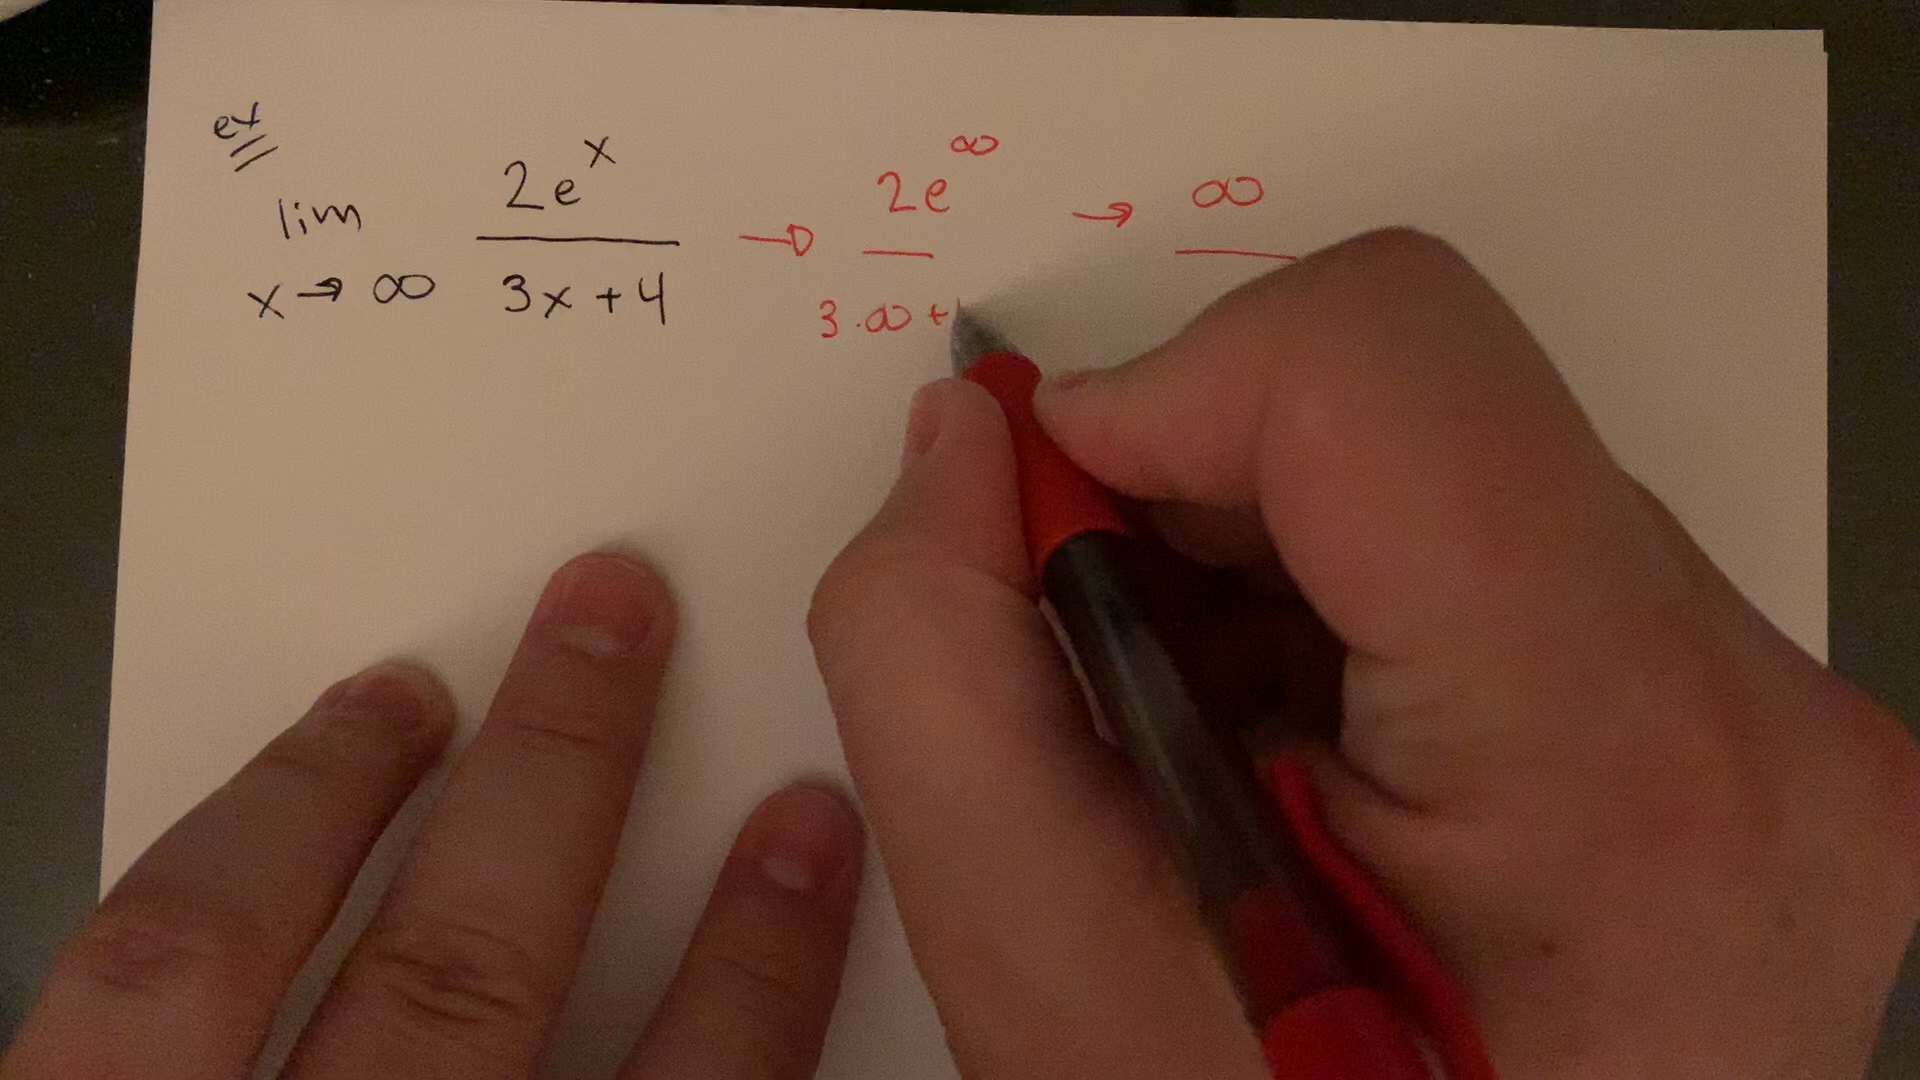 ex
lim x → ∞ 2e^x / 3x + 4 → 2e^∞ / 3 · ∞ + → ∞ /